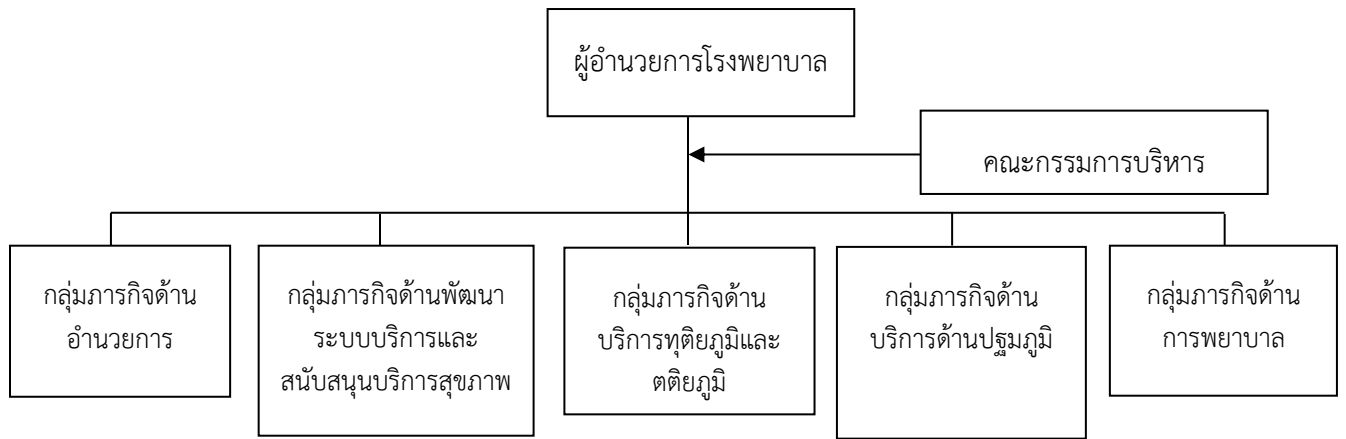 ผู้อำนวยการโรงพยาบาล
คณะกรรมการบริหาร
กลุ่มภารกิจด้าน
อำนวยการ
กลุ่มภารกิจด้านพัฒนา
ระบบบริการและ
สนับสนุนบริการสุขภาพ
กลุ่มภารกิจด้าน
บริการทุติยภูมิและ
ตติยภูมิ
กลุ่มภารกิจด้าน
บริการด้านปฐมภูมิ
กลุ่มภารกิจด้าน
การพยาบาล